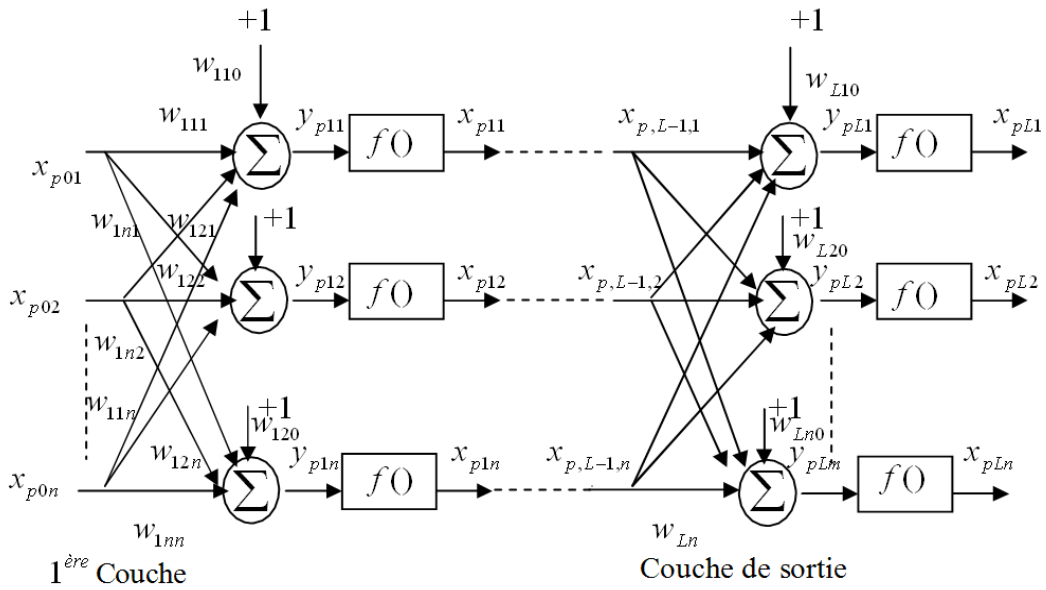 +1 +1
w110 wL10
w111 yp11 xp11 xp,L−1,1 ypL1 xpL1
Σ f() Σ f()
xp01
w1n1 w121 +1 +1
wL20
w122 yp12 xp12 xp,L−1,2 ypL2 xpL2
xp02 Σ f() Σ f()
w1n2
w11n +1 +1
w120 wLn0
w12n yp1n xp1n xp,L−1,n ypLn xpLn
xp0n Σ f() Σ f()
w1nn wLn
1ère Couche Couche de sortie